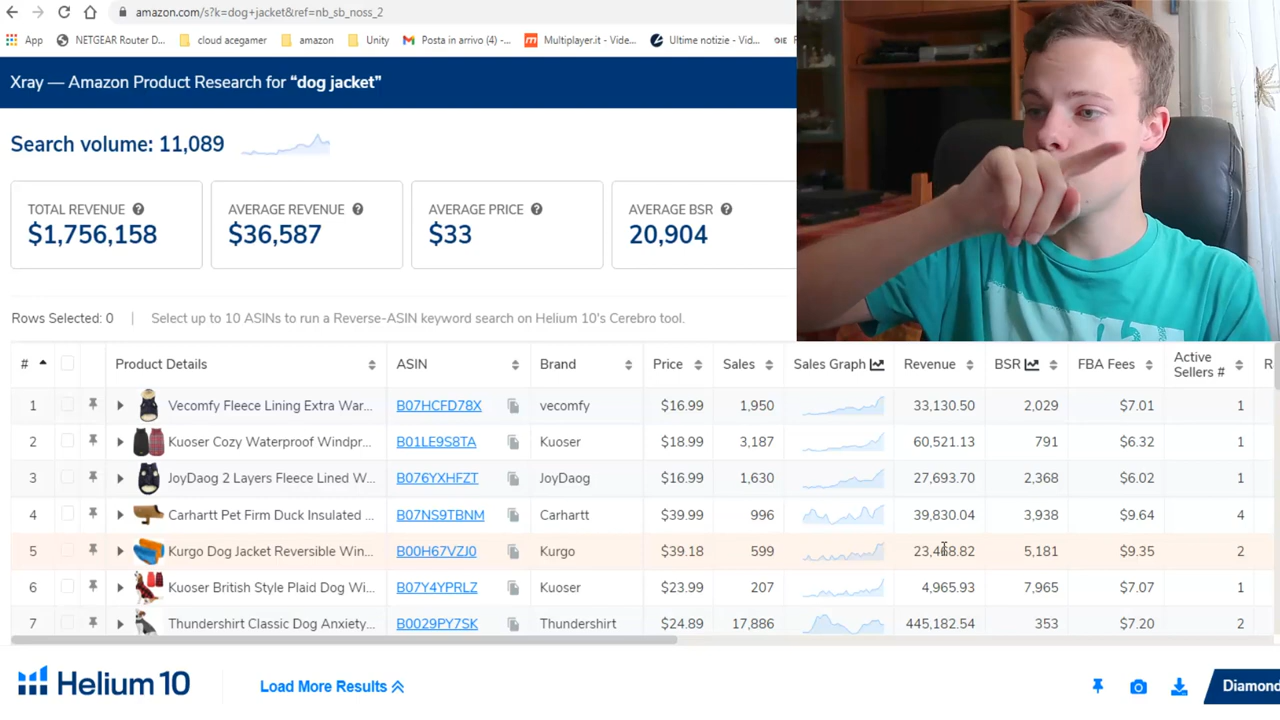 amazon.com/s?k=dog+jacket&ref=nb_sb_noss_2
App NETGEAR Router D... cloud acegamer amazon Unity Posta in arrivo (4) -... Multiplayer.it - Vide... Ultime notizie - Vid...
Xray — Amazon Product Research for “dog jacket”
Search volume: 11,089
TOTAL REVENUE AVERAGE REVENUE AVERAGE PRICE AVERAGE BSR
$1,756,158 $36,587 $33 20,904
Rows Selected: 0 | Select up to 10 ASINs to run a Reverse-ASIN keyword search on Helium 10's Cerebro tool.
# Product Details ASIN Brand Price Sales Sales Graph Revenue BSR FBA Fees Active Sellers # R
1 Vecomfy Fleece Lining Extra War... B07HCFD78X vecomfy $16.99 1,950 33,130.50 2,029 $7.01 1
2 Kuoser Cozy Waterproof Windpr... B01LE9S8TA Kuoser $18.99 3,187 60,521.13 791 $6.32 1
3 JoyDaog 2 Layers Fleece Lined W... B076YXHFZT JoyDaog $16.99 1,630 27,693.70 2,368 $6.02 1
4 Carhartt Pet Firm Duck Insulated ... B07NS9TBNM Carhartt $39.99 996 39,830.04 3,938 $9.64 4
5 Kurgo Dog Jacket Reversible Win... B00H67VZJ0 Kurgo $39.18 599 23,468.82 5,181 $9.35 2
6 Kuoser British Style Plaid Dog Wi... B07Y4YPRLZ Kuoser $23.99 207 4,965.93 7,965 $7.07 1
7 Thundershirt Classic Dog Anxiety... B0029PY7SK Thundershirt $24.89 17,886 445,182.54 353 $7.20 2
Helium 10 Load More Results Diamond